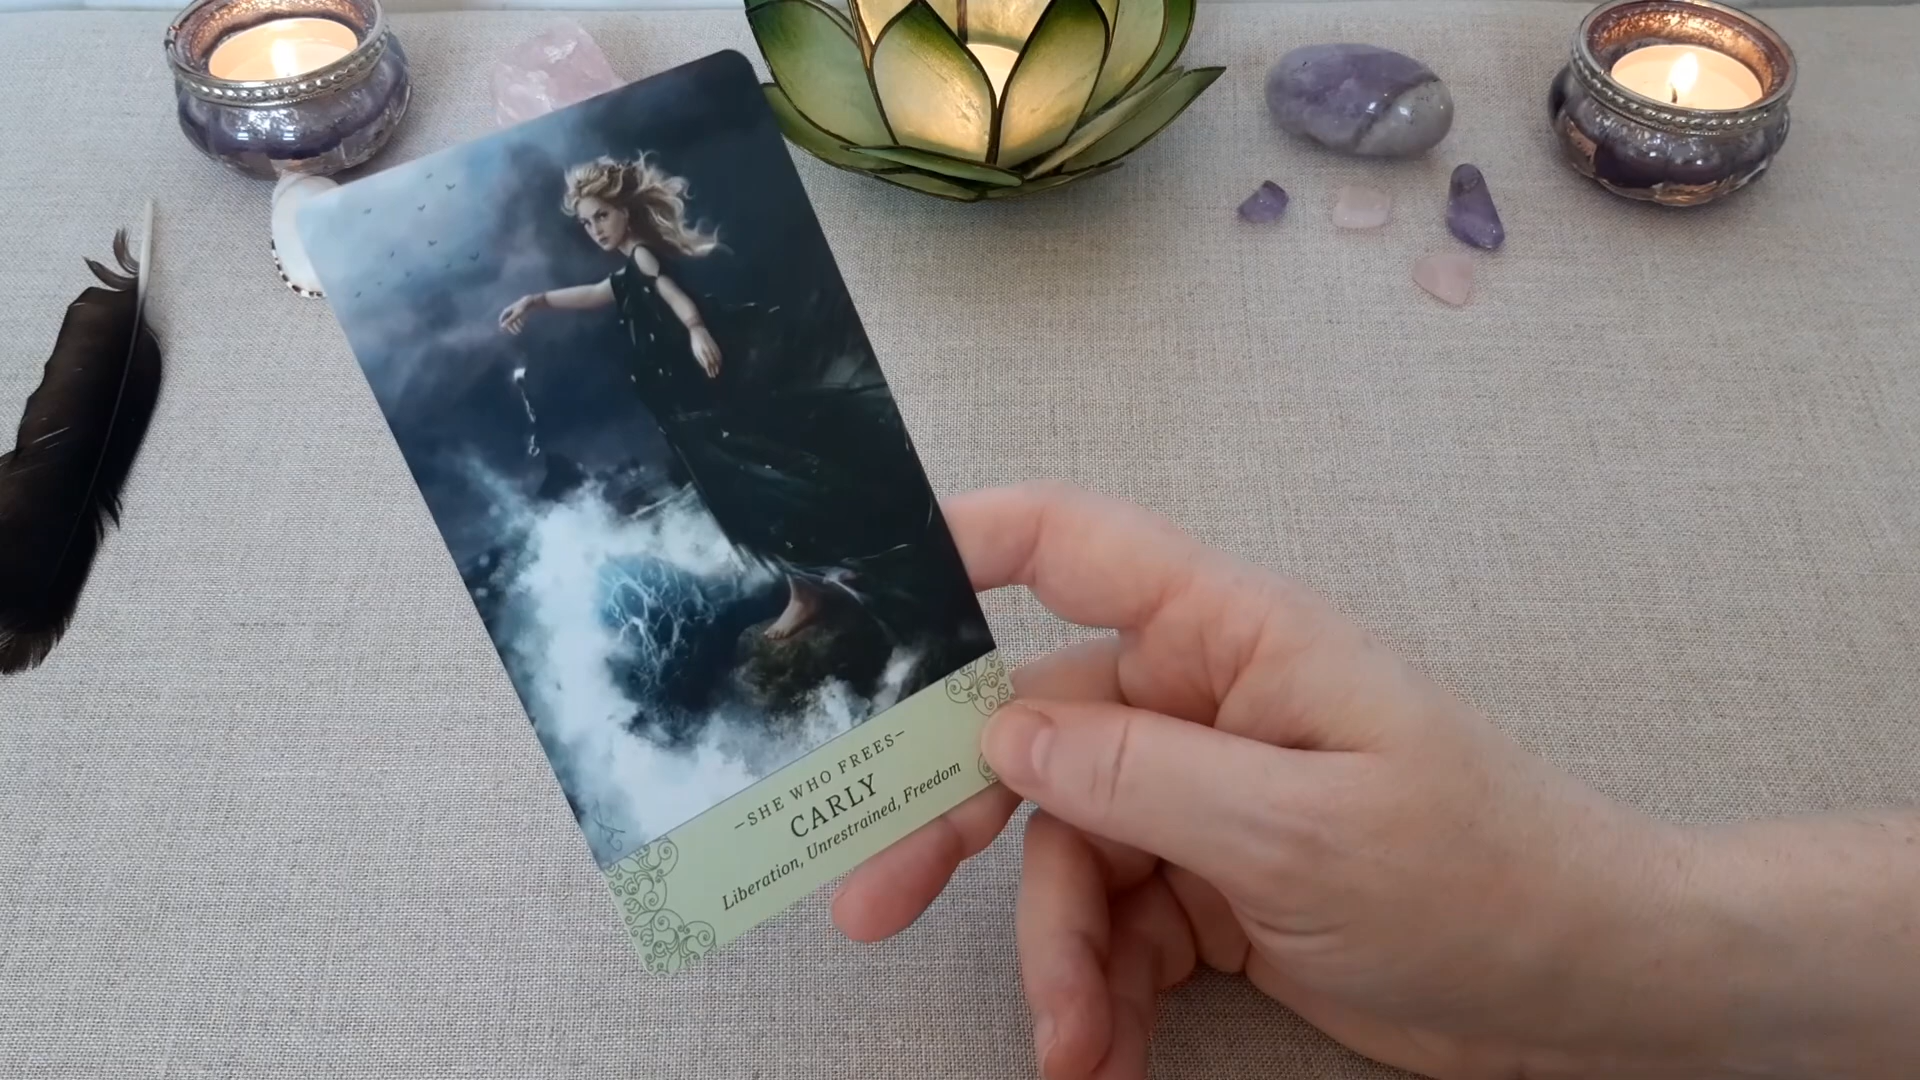 –SHE WHO FREES–
CARLY
Liberation, Unrestrained, Freedom